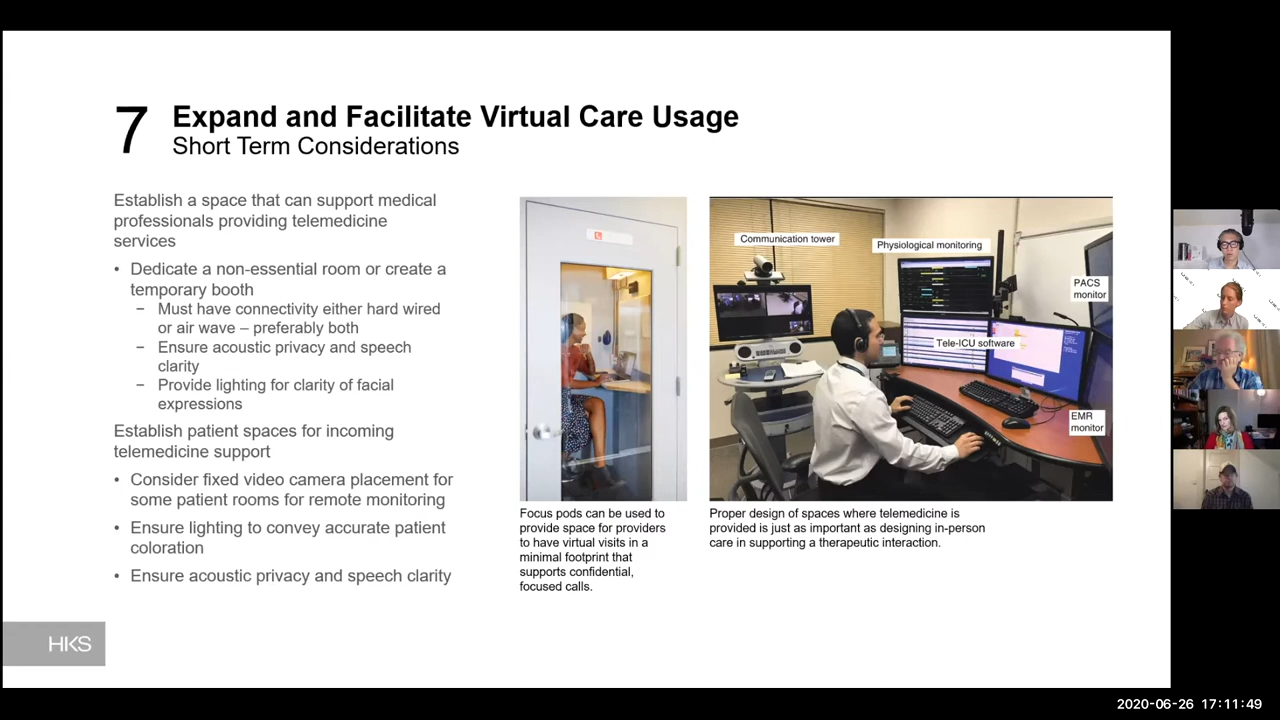 7
Expand and Facilitate Virtual Care Usage
Short Term Considerations
Establish a space that can support medical
professionals providing telemedicine
services
• Dedicate a non-essential room or create a
temporary booth
− Must have connectivity either hard wired
or air wave – preferably both
− Ensure acoustic privacy and speech
clarity
− Provide lighting for clarity of facial
expressions
Establish patient spaces for incoming
telemedicine support
• Consider fixed video camera placement for
some patient rooms for remote monitoring
• Ensure lighting to convey accurate patient
coloration
• Ensure acoustic privacy and speech clarity
Focus pods can be used to
provide space for providers
to have virtual visits in a
minimal footprint that
supports confidential,
focused calls.
Communication tower
Physiological monitoring
PACS
monitor
Tele-ICU software
EMR
monitor
Proper design of spaces where telemedicine is
provided is just as important as designing in-person
care in supporting a therapeutic interaction.
HKS
2020-06-26 17:11:49